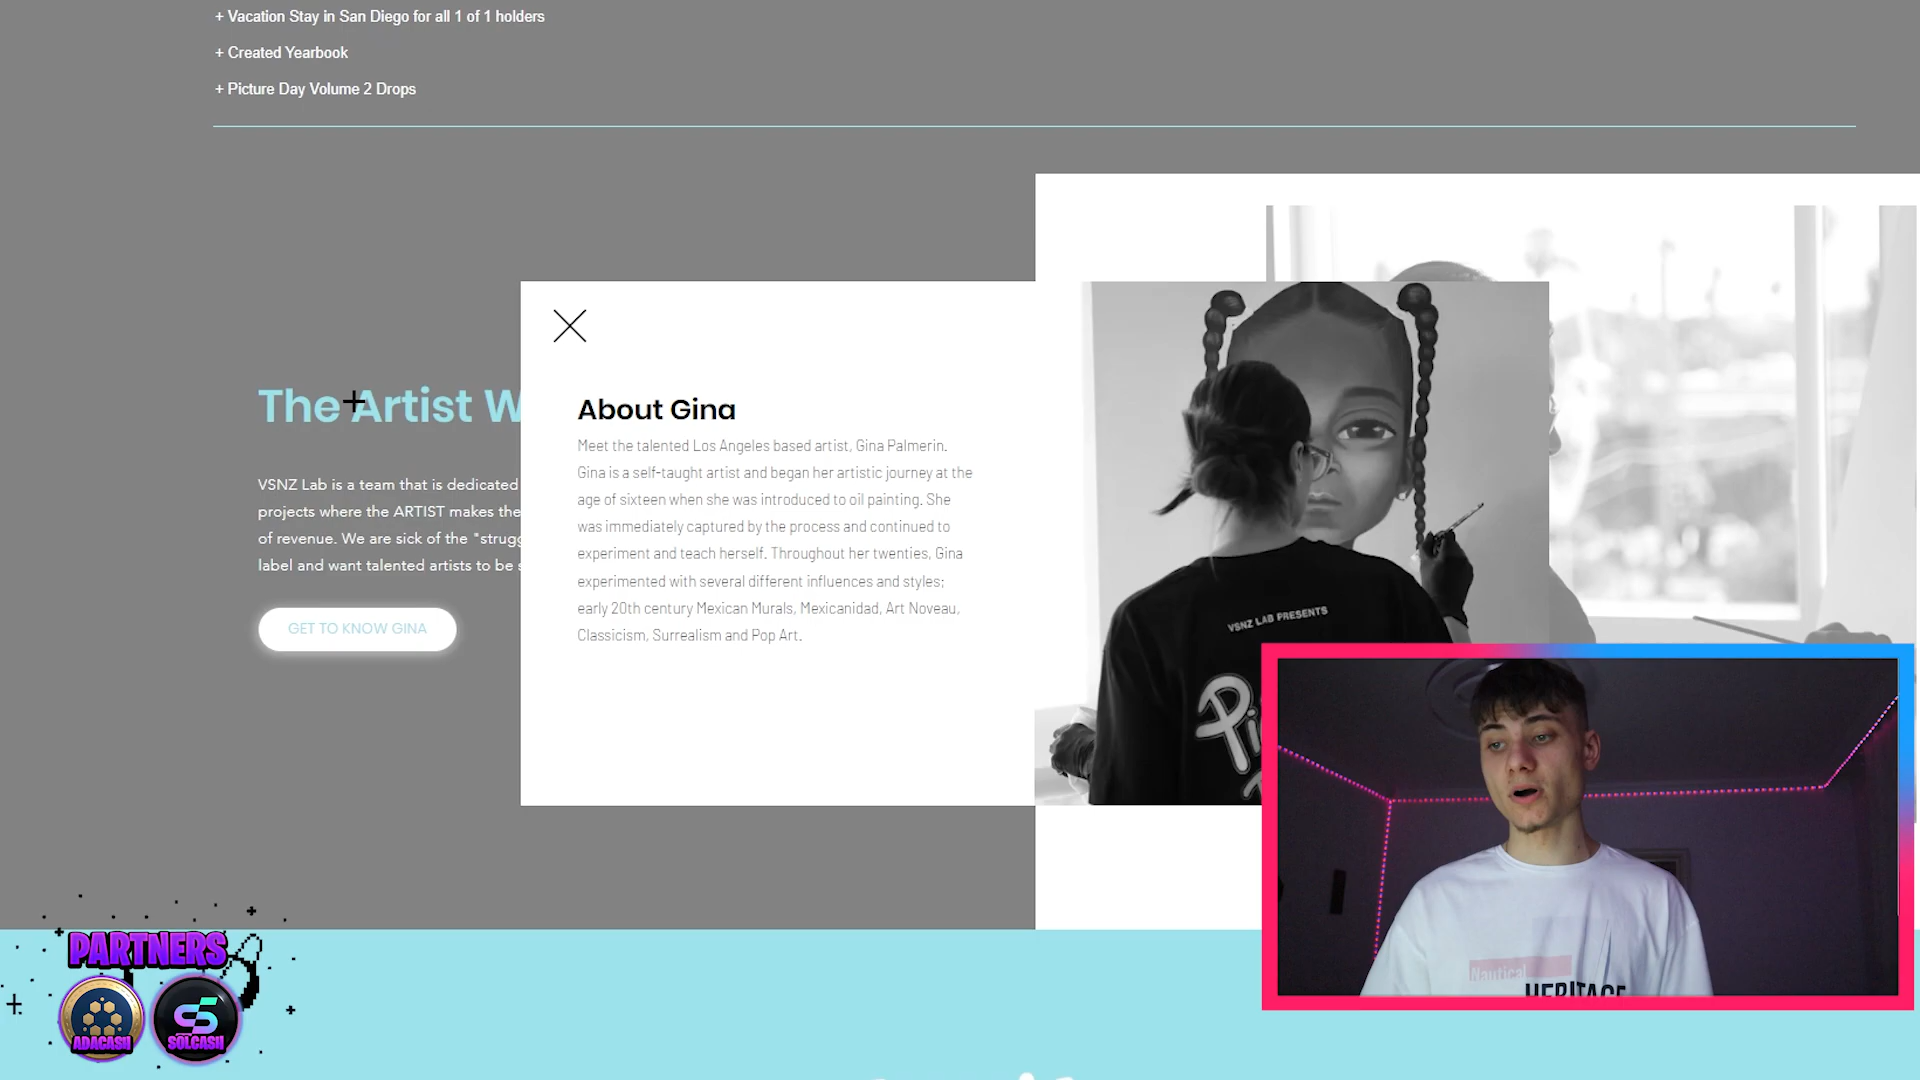 + Vacation Stay in San Diego for all 1 of 1 holders
+ Created Yearbook
+ Picture Day Volume 2 Drops
The Artist W
VSNZ Lab is a team that is dedicated
projects where the ARTIST makes the
of revenue. We are sick of the "strugg
label and want talented artists to be s
GET TO KNOW GINA
About Gina
Meet the talented Los Angeles based artist, Gina Palmerin.
Gina is a self-taught artist and began her artistic journey at the
age of sixteen when she was introduced to oil painting. She
was immediately captured by the process and continued to
experiment and teach herself. Throughout her twenties, Gina
experimented with several different influences and styles;
early 20th century Mexican Murals, Mexicanidad, Art Noveau,
Classicism, Surrealism and Pop Art.
VSNZ LAB PRESENTS
Pi
Nautical
HERITAGE
PARTNERS
ADACASH
SOLCASH